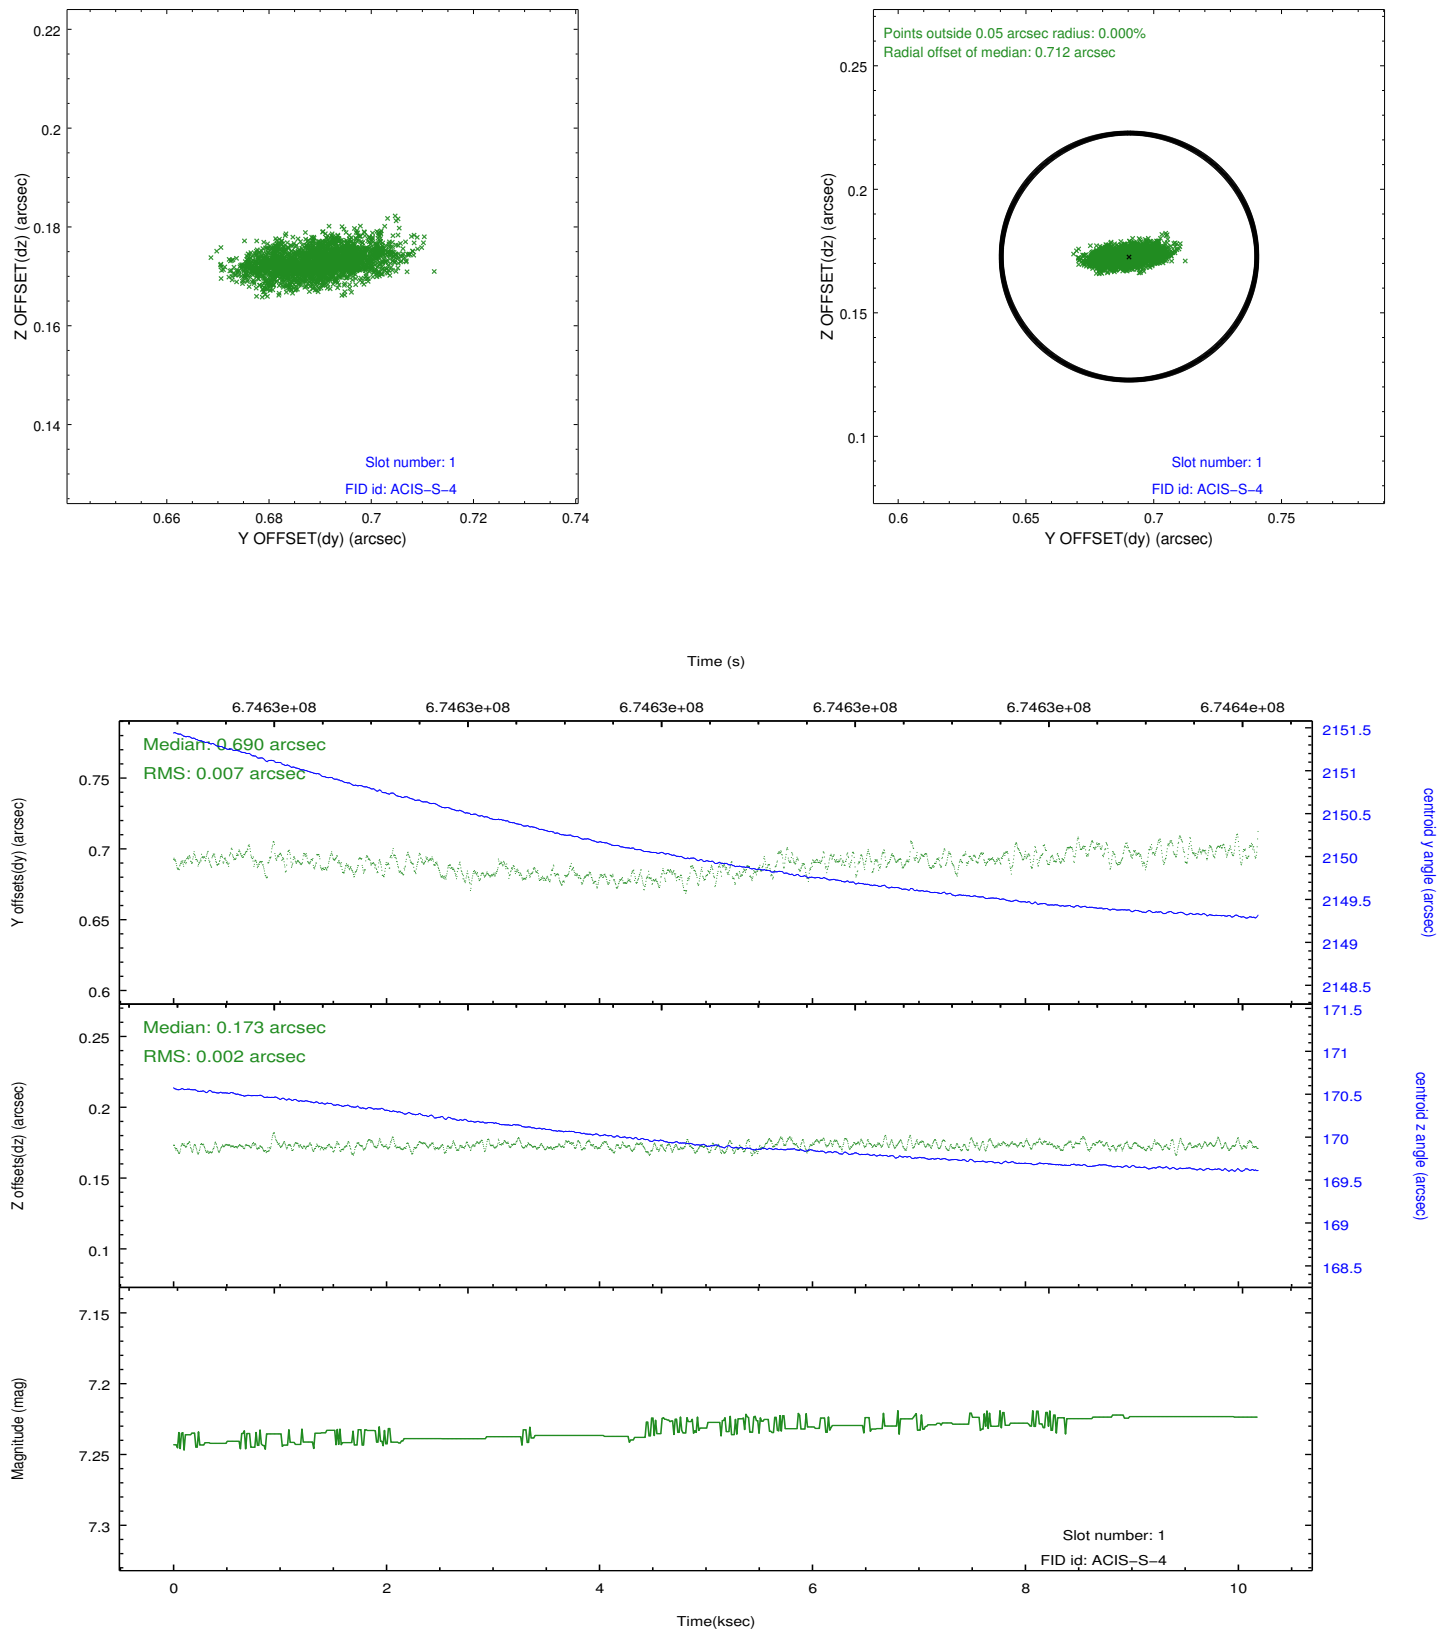 0.22
0.2
0.18
0.16
0.14
Z OFFSET(dz) (arcsec)
Slot number: 1
FID id: ACIS−S−4
0.66
0.68
0.7
0.72
0.74
Y OFFSET(dy) (arcsec)
Points outside 0.05 arcsec radius: 0.000%
Radial offset of median: 0.712 arcsec
0.25
0.2
0.15
0.1
Z OFFSET(dz) (arcsec)
Slot number: 1
FID id: ACIS−S−4
0.6
0.65
0.7
0.75
Y OFFSET(dy) (arcsec)
Time (s)
6.7463e+08
6.7463e+08
6.7463e+08
6.7463e+08
6.7463e+08
6.7464e+08
Median: 0.690 arcsec
RMS: 0.007 arcsec
0.75
0.7
0.65
0.6
Y offsets(dy) (arcsec)
2151.5
2151
2150.5
2150
2149.5
2149
2148.5
centroid y angle (arcsec)
Median: 0.173 arcsec
RMS: 0.002 arcsec
0.25
0.2
0.15
0.1
Z offsets(dz) (arcsec)
171.5
171
170.5
170
169.5
169
168.5
centroid z angle (arcsec)
7.15
7.2
7.25
7.3
Magnitude (mag)
Slot number: 1
FID id: ACIS−S−4
0
2
4
6
8
10
Time(ksec)